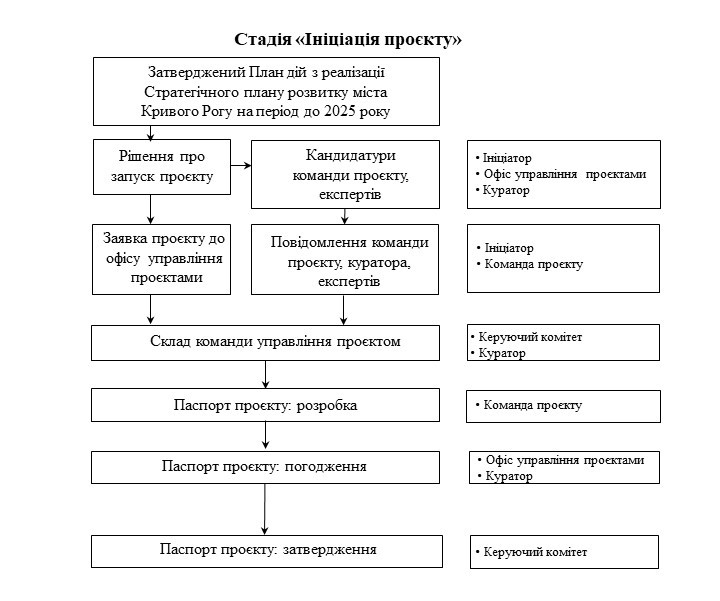 Стадія «Ініціація проєкту»
Затверджений План дій з реалізації
Стратегічного плану розвитку міста
Кривого Рогу на період до 2025 року
Рішення про
запуск проєкту
Кандидатури
команди проєкту,
експертів
• Ініціатор
• Офіс управління проєктами
• Куратор
Заявка проєкту до
офісу управління
проєктами
Повідомлення команди
проєкту, куратора,
експертів
• Ініціатор
• Команда проєкту
Склад команди управління проєктом
• Керуючий комітет
• Куратор
Паспорт проєкту: розробка
• Команда проєкту
Паспорт проєкту: погодження
• Офіс управління проєктами
• Куратор
Паспорт проєкту: затвердження
• Керуючий комітет